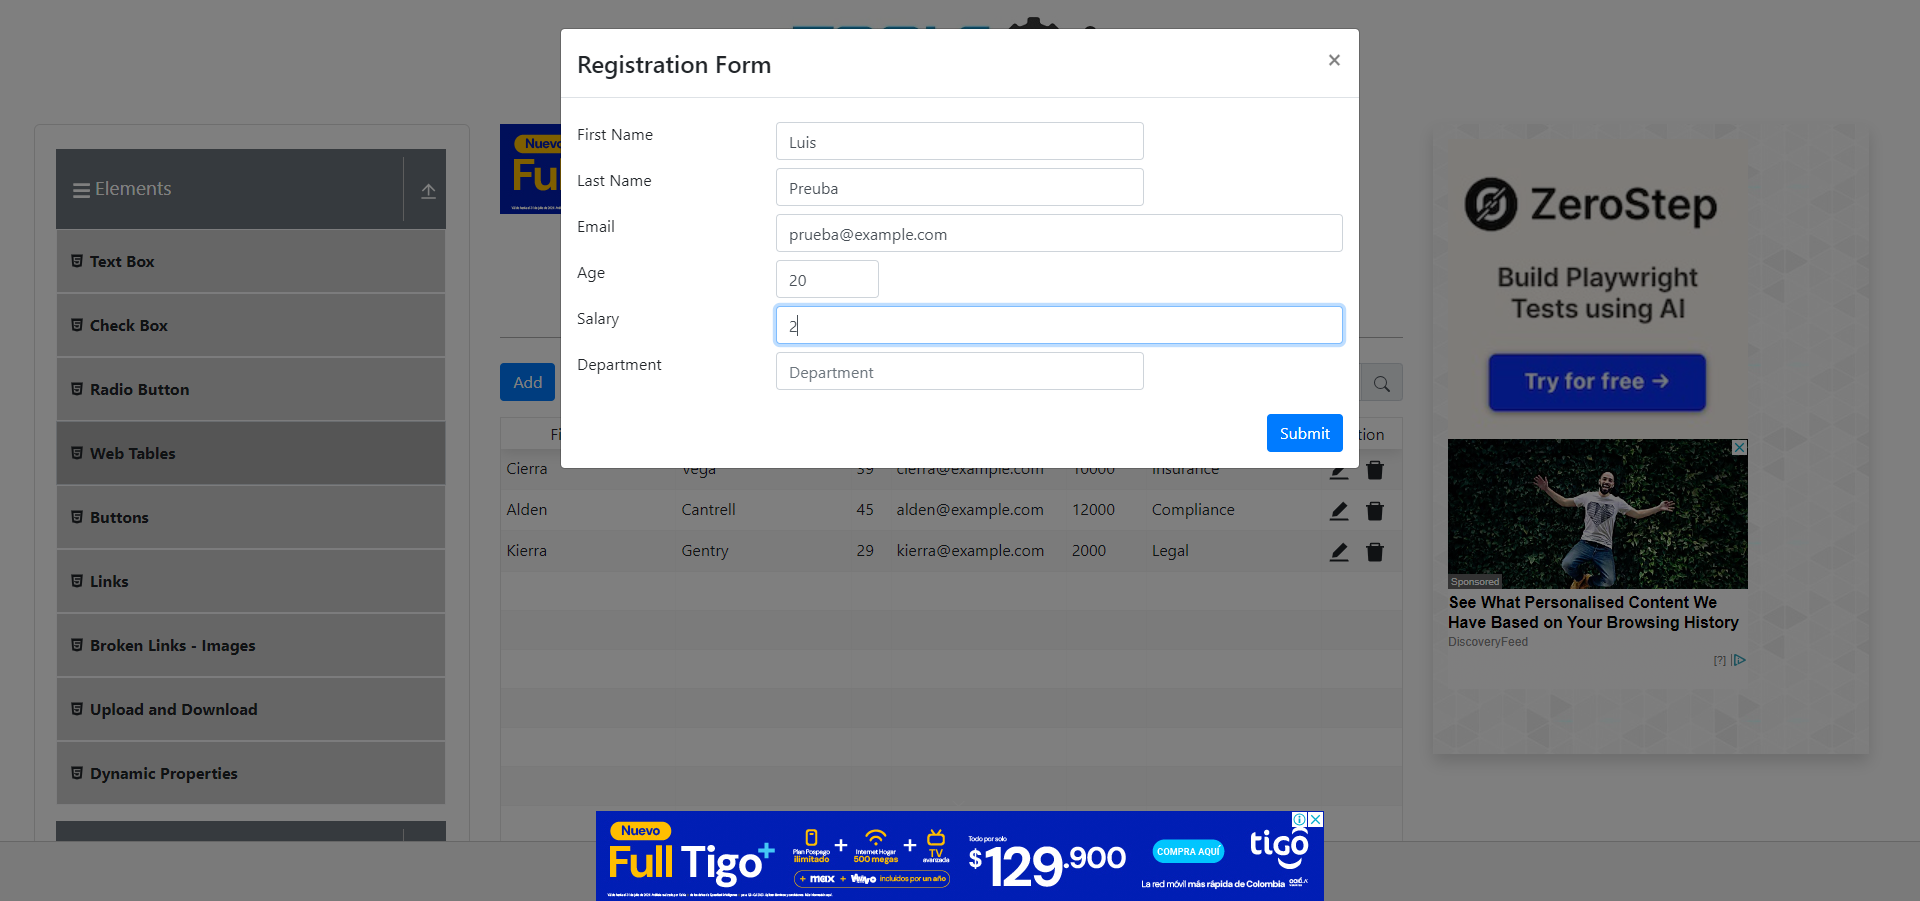 Registration Form
×
First Name
Luis
Last Name
Preuba
Email
prueba@example.com
Age
20
Salary
2
Department
Department
Submit
Elements
Text Box
Check Box
Radio Button
Web Tables
Buttons
Links
Broken Links - Images
Upload and Download
Dynamic Properties
Add
Cierra Vega 39 cierra@example.com 10000 Insurance
Alden Cantrell 45 alden@example.com 12000 Compliance
Kierra Gentry 29 kierra@example.com 2000 Legal
ZeroStep
Build Playwright
Tests using AI
Try for free →
Sponsored
See What Personalised Content We
Have Based on Your Browsing History
DiscoveryFeed
[?]
Nuevo
Full Tigo+
Plan Pospago
ilimitado
+
Internet Hogar
500 megas
+
TV
avanzada
+ max + incluidos por un año
Todo por solo
$129.900
COMPRA AQUÍ
tigo
La red móvil más rápida de Colombia